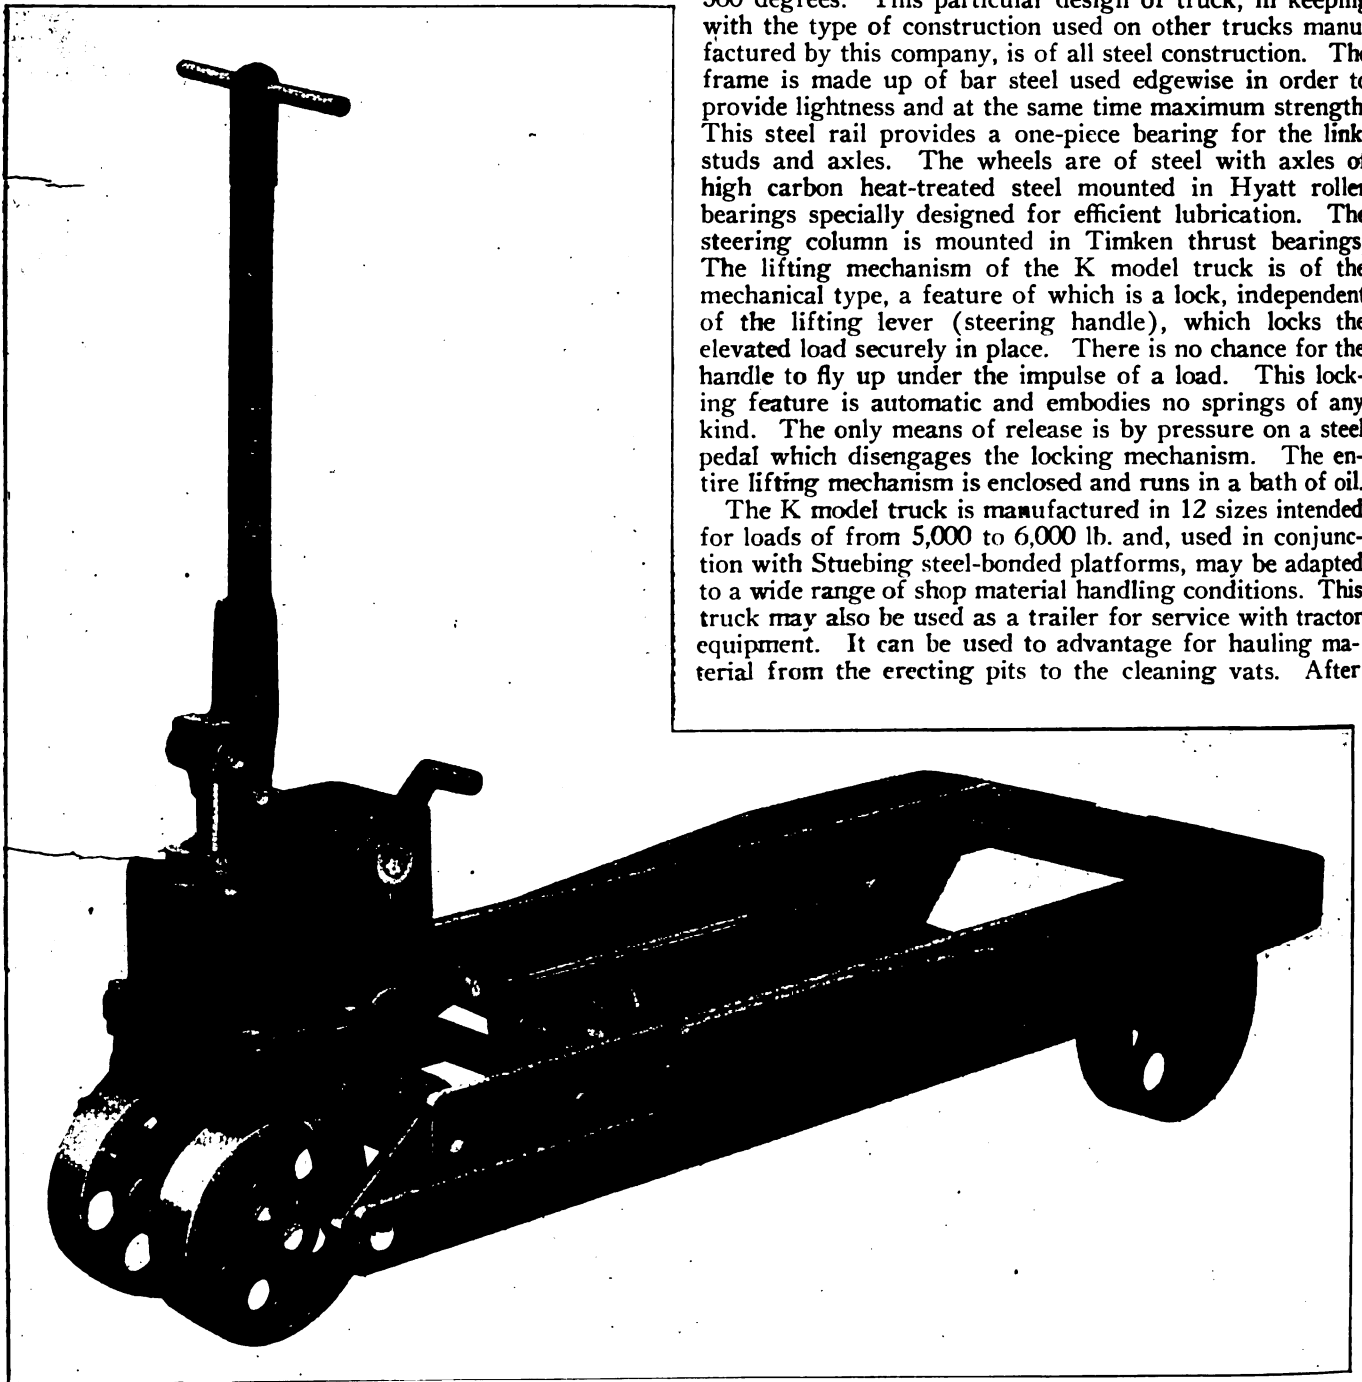 degrees. This particular design of truck, in keeping
with the type of construction used on other trucks manu
factured by this company, is of all steel construction. The
frame is made up of bar steel used edgewise in order to
provide lightness and at the same time maximum strength
This steel rail provides a one-piece bearing for the link
studs and axles. The wheels are of steel with axles of
high carbon heat-treated steel mounted in Hyatt roller
bearings specially designed for efficient lubrication. The
steering column is mounted in Timken thrust bearings
The lifting mechanism of the K model truck is of the
mechanical type, a feature of which is a lock, independent
of the lifting lever (steering handle), which locks the
elevated load securely in place. There is no chance for the
handle to fly up under the impulse of a load. This lock-
ing feature is automatic and embodies no springs of any
kind. The only means of release is by pressure on a steel
pedal which disengages the locking mechanism. The en-
tire lifting mechanism is enclosed and runs in a bath of oil.
The K model truck is manufactured in 12 sizes intended
for loads of from 5,000 to 6,000 lb. and, used in conjunc-
tion with Stuebing steel-bonded platforms, may be adapted
to a wide range of shop material handling conditions. This
truck may also be used as a trailer for service with tractor
equipment. It can be used to advantage for hauling ma-
terial from the erecting pits to the cleaning vats. After